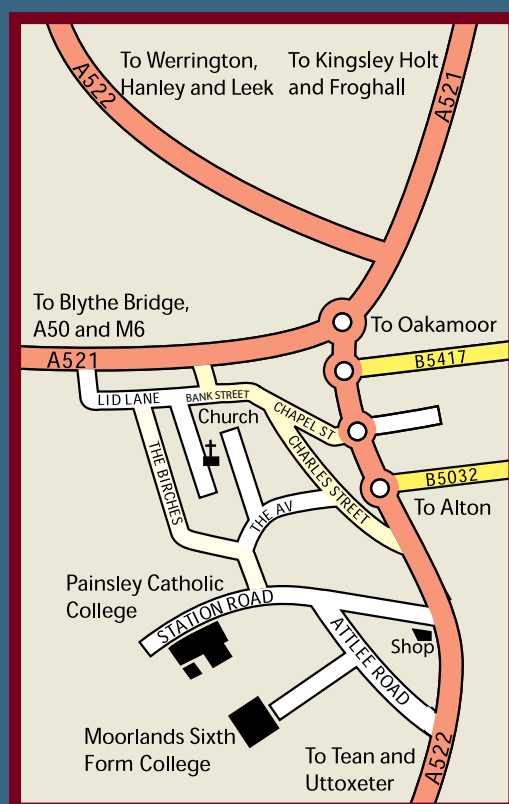 To Werrington,
Hanley and Leek
To Kingsley Holt
and Froghall
A522
A521
To Blythe Bridge,
A50 and M6
To Oakamoor
A521
B5417
LID LANE
BANK STREET
Church
CHAPEL ST
THE BIRCHES
CHARLES STREET
B5032
THE AV
To Alton
Painsley Catholic
College
STATION ROAD
ATTLEE ROAD
Shop
Moorlands Sixth
Form College
To Tean and
Uttoxeter
A522